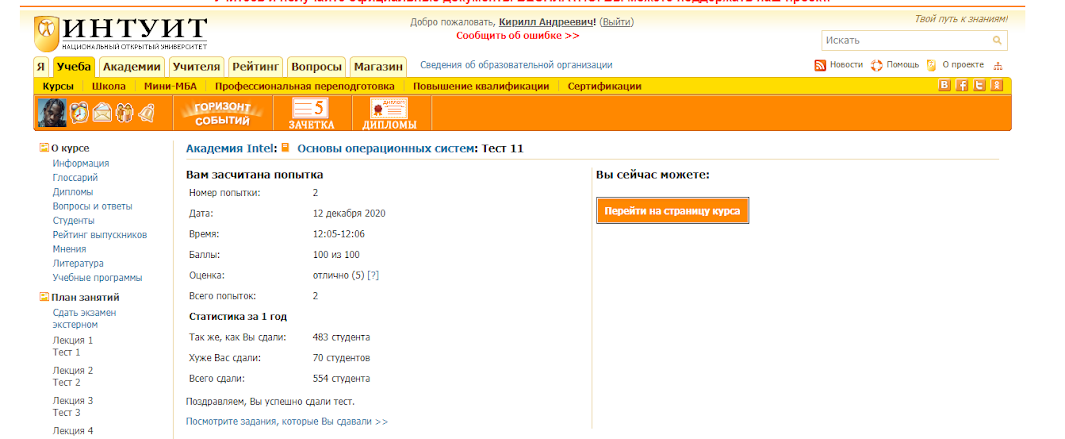 ИНТУИТ
НАЦИОНАЛЬНЫЙ ОТКРЫТЫЙ УНИВЕРСИТЕТ
Добро пожаловать, Кирилл Андреевич! (Выйти)
Сообщить об ошибке >>
Твой путь к знаниям!
Искать
Я Учеба Академии Учителя Рейтинг Вопросы Магазин Сведения об образовательной организации
Новости Помощь О проекте
Курсы Школа Мини-МБА Профессиональная переподготовка Повышение квалификации Сертификации
ГОРИЗОНТ
СОБЫТИЙ
5
ЗАЧЕТКА
ДИПЛОМ
ДИПЛОМЫ
О курсе
Информация
Глоссарий
Дипломы
Вопросы и ответы
Студенты
Рейтинг выпускников
Мнения
Литература
Учебные программы
План занятий
Сдать экзамен
экстерном
Лекция 1
Тест 1
Лекция 2
Тест 2
Лекция 3
Тест 3
Лекция 4
Академия Intel: Основы операционных систем: Тест 11
Вам засчитана попытка
Номер попытки: 2
Дата: 12 декабря 2020
Время: 12:05-12:06
Баллы: 100 из 100
Оценка: отлично (5) [?]
Всего попыток: 2
Статистика за 1 год
Так же, как Вы сдали: 483 студента
Хуже Вас сдали: 70 студентов
Всего сдали: 554 студента
Поздравляем, Вы успешно сдали тест.
Посмотрите задания, которые Вы сдавали >>
Вы сейчас можете:
Перейти на страницу курса